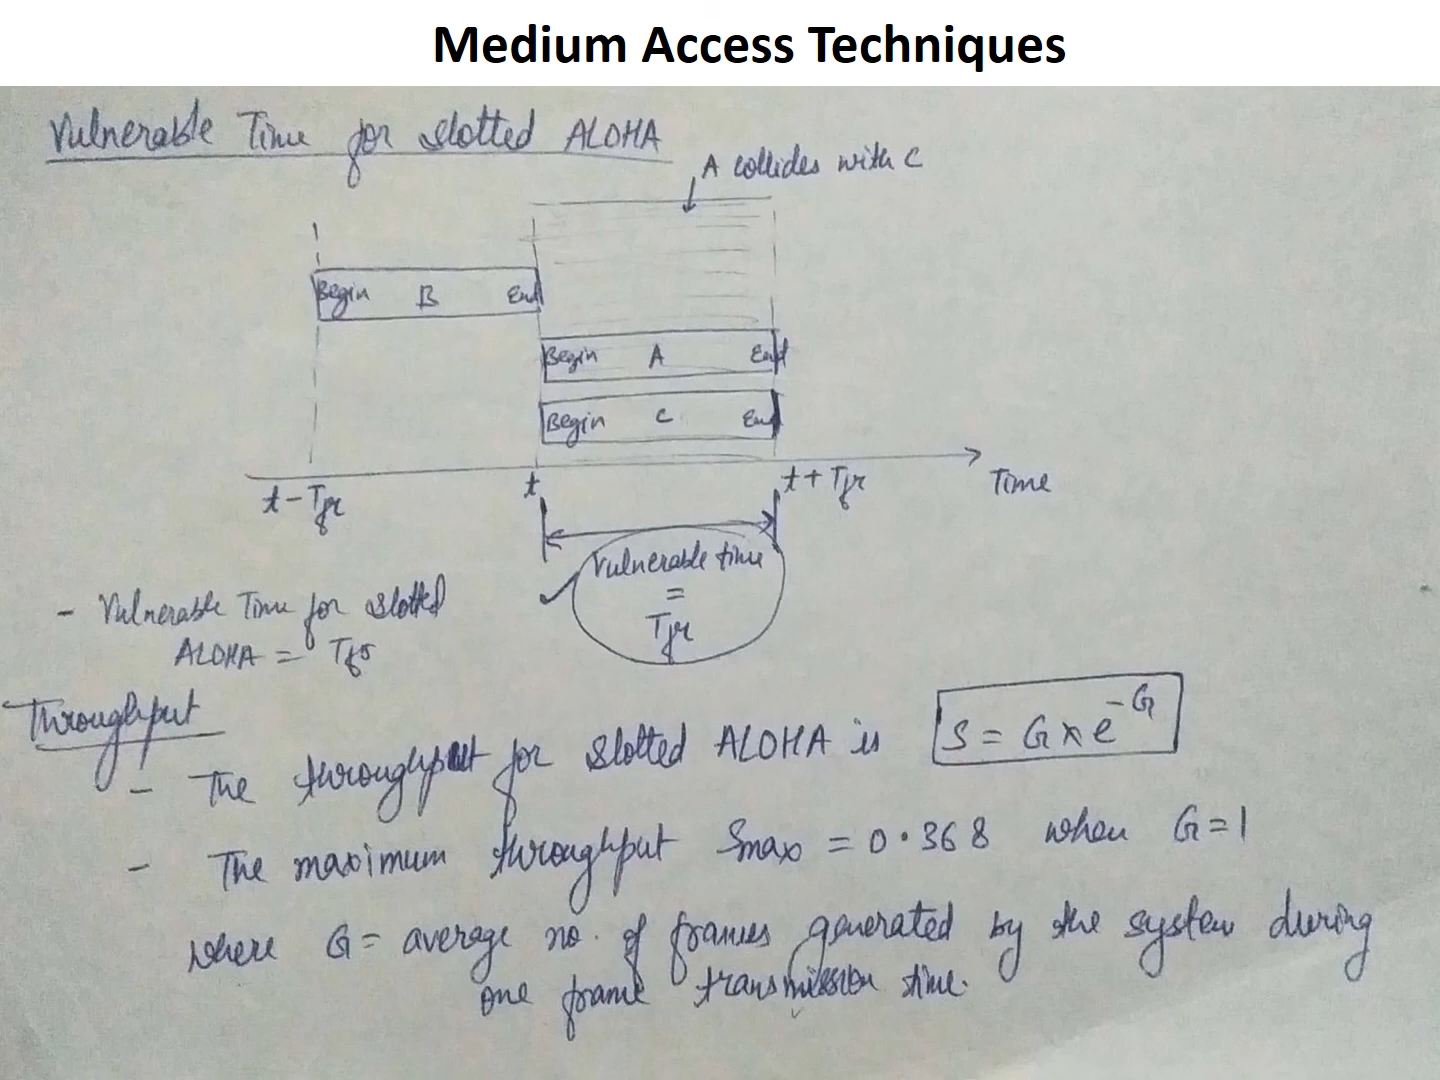 Medium Access Techniques
Vulnerable Time for slotted ALOHA
A collides with C
Begin B End
Begin A End
Begin C End
t - Tfr t t + Tfr Time
Vulnerable time
=
Tfr
- Vulnerable Time for slotted
ALOHA = Tfr
Throughput
- The throughput for slotted ALOHA is S = G x e^-G
- The maximum throughput Smax = 0.368 when G = 1
where G = average no. of frames generated by the system during
one frame transmission time.